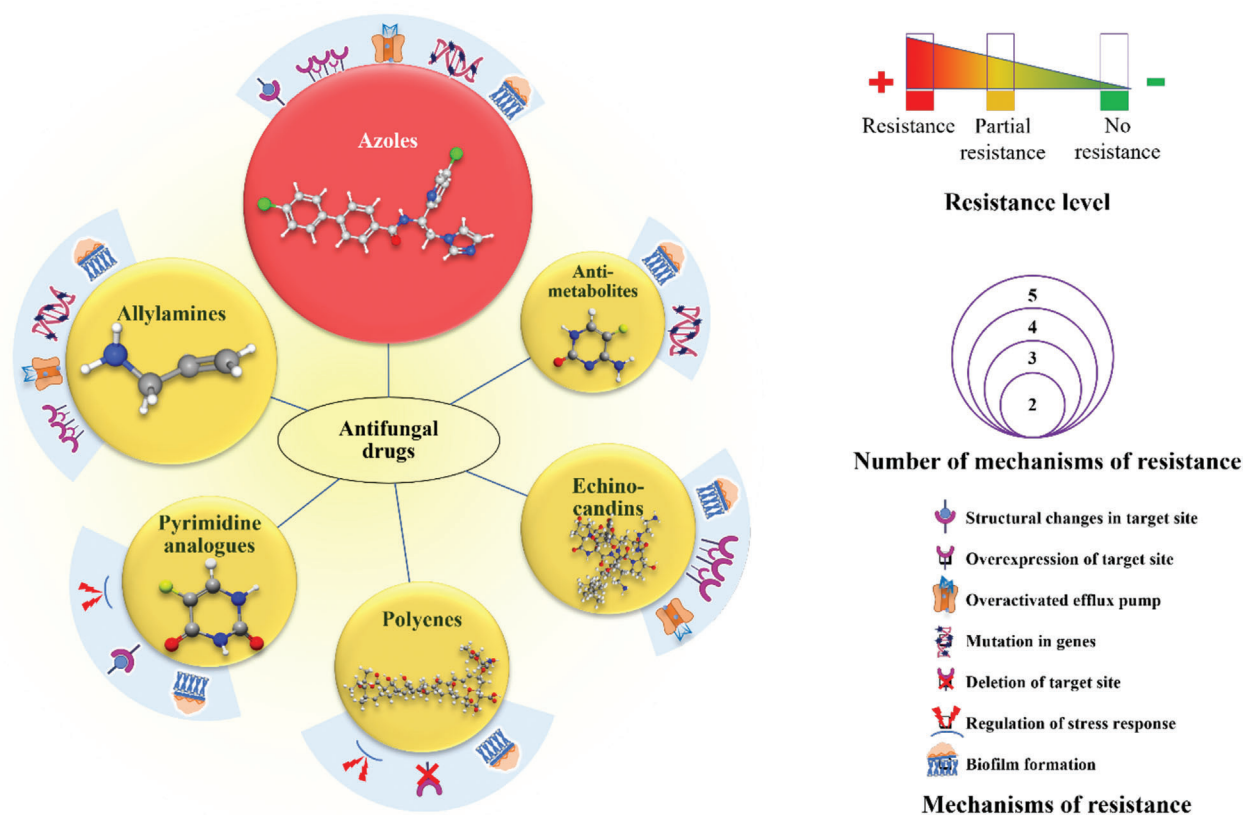 Azoles
Anti-
metabolites
Allylamines
Antifungal
drugs
Echino-
candins
Pyrimidine
analogues
Polyenes
+
-
Resistance
Partial
resistance
No
resistance
Resistance level
5
4
3
2
Number of mechanisms of resistance
Structural changes in target site
Overexpression of target site
Overactivated efflux pump
Mutation in genes
Deletion of target site
Regulation of stress response
Biofilm formation
Mechanisms of resistance